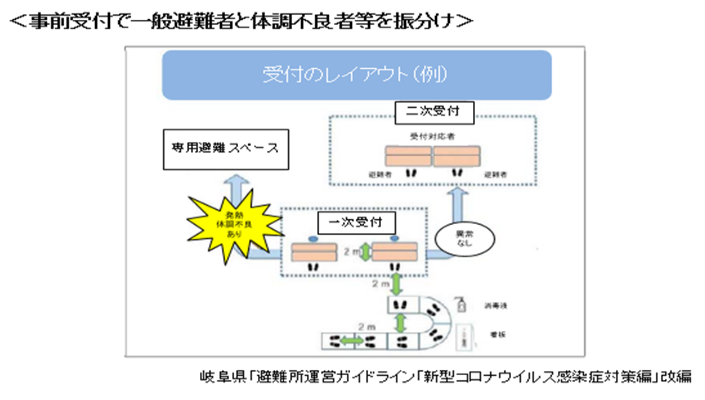 ＜事前受付で一般避難者と体調不良者等を振分け＞
受付のレイアウト（例）
二次受付
受付対応者
専用避難スペース
避難者
避難者
発熱
体調不良
あり
一次受付
異常
なし
2 m
2 m
消毒液
2 m
看板
岐阜県「避難所運営ガイドライン「新型コロナウイルス感染症対策編」改編